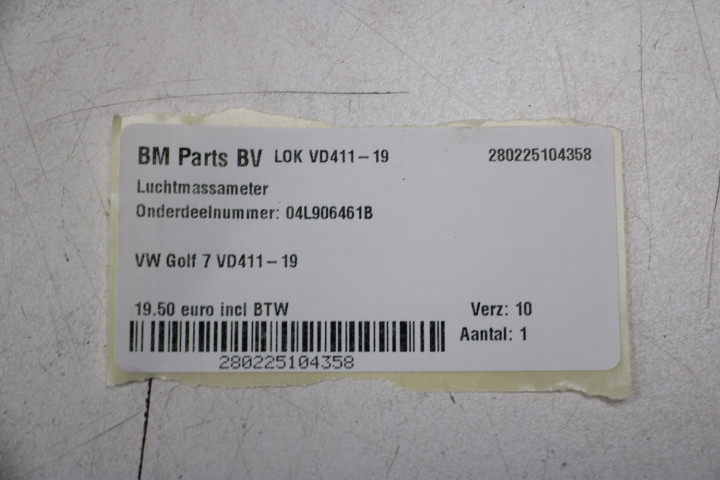 BM Parts BV LOK VD411-19 280225104358
Luchtmassameter
Onderdeelnummer: 04L906461B
VW Golf 7 VD411-19
19.50 euro incl BTW Verz: 10
Aantal: 1
280225104358